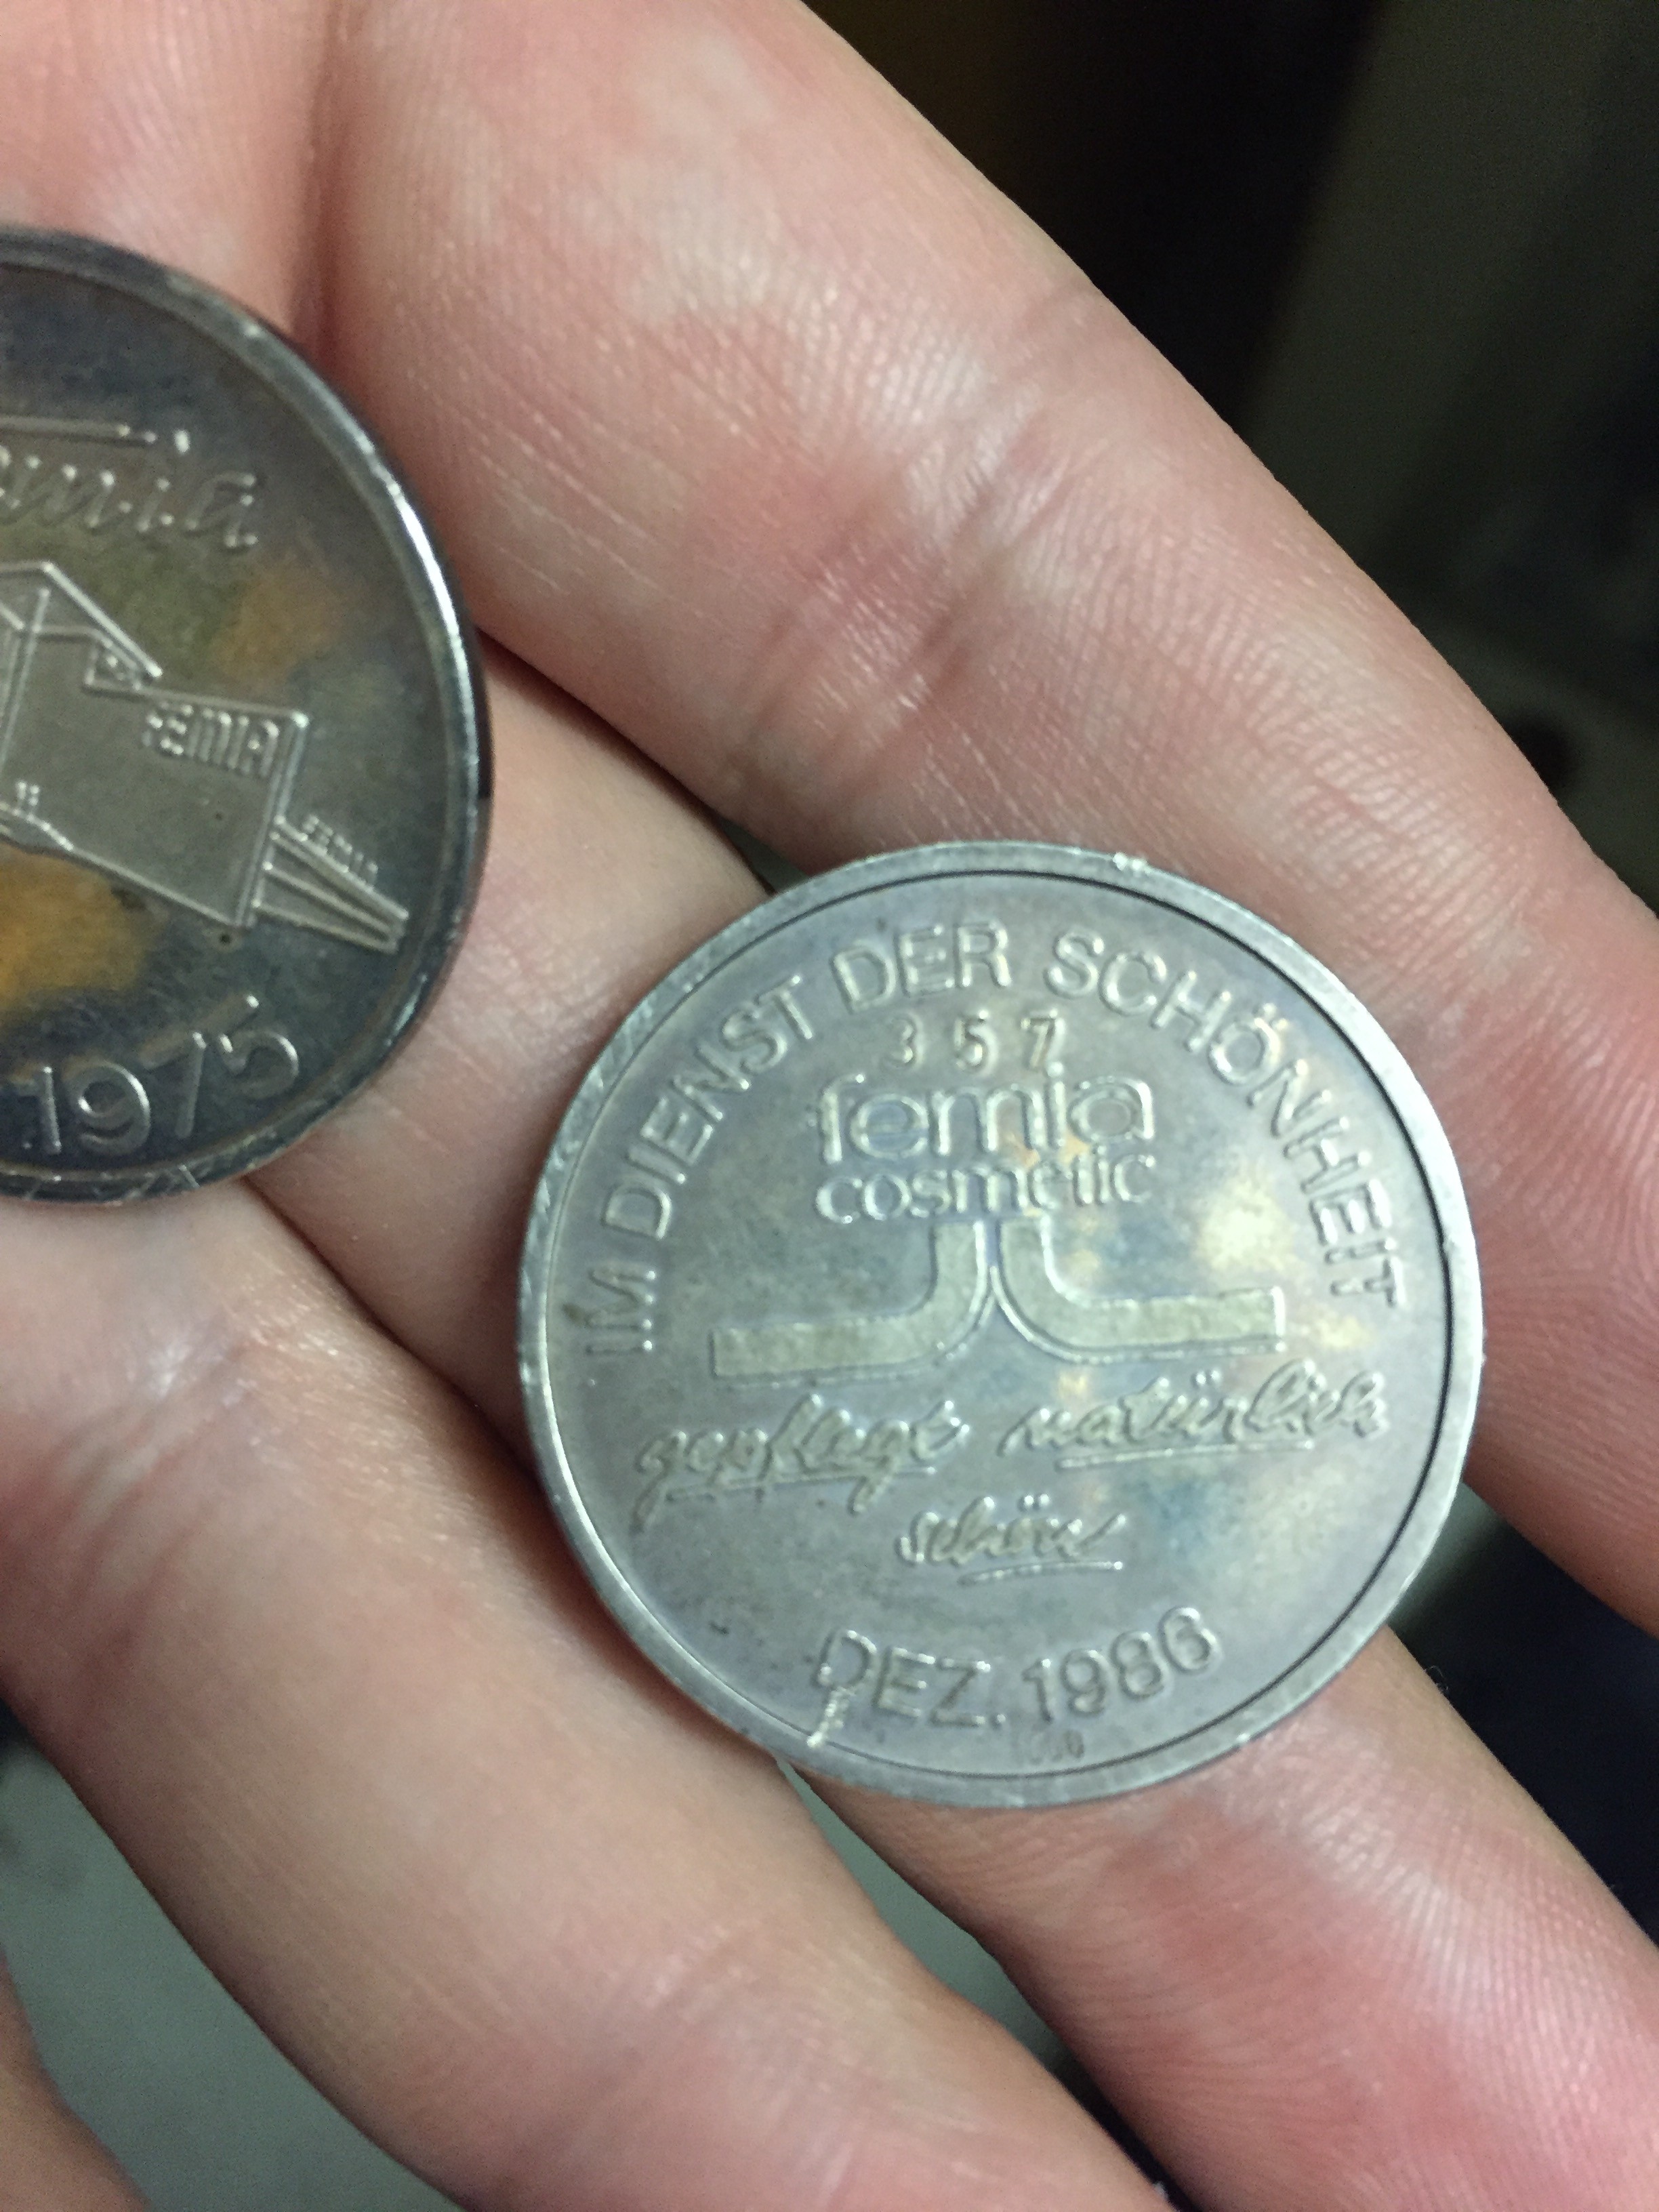 FEMIA
1975
IM DIENST DER SCHÖNHEIT
357
femia
cosmetic
gepflegt natürlich
schön
DEZ. 1986